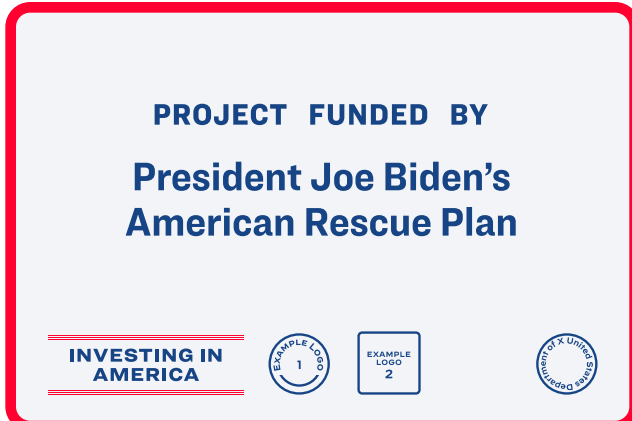 PROJECT FUNDED BY
President Joe Biden’s
American Rescue Plan
INVESTING IN
AMERICA
EXAMPLE LOGO
1
EXAMPLE
LOGO
2
Department of X United States